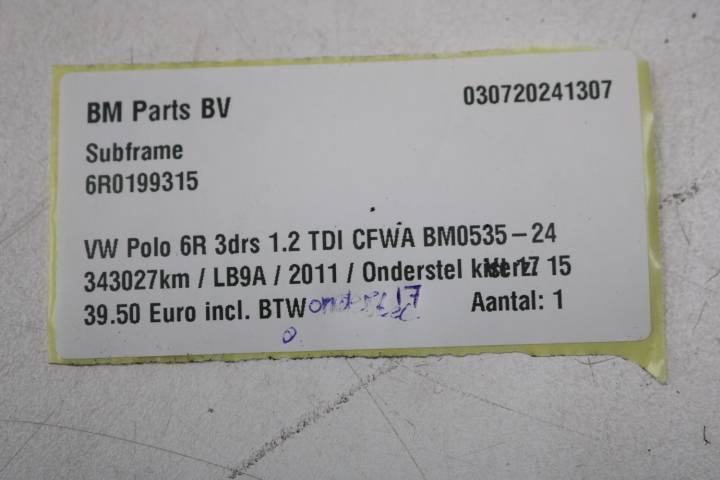 BM Parts BV 030720241307
Subframe
6R0199315
VW Polo 6R 3drs 1.2 TDI CFWA BM0535-24
343027km / LB9A / 2011 / Onderstel 17 15
39.50 Euro incl. BTW Aantal: 1